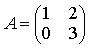 A = ( 1 2
0 3 )